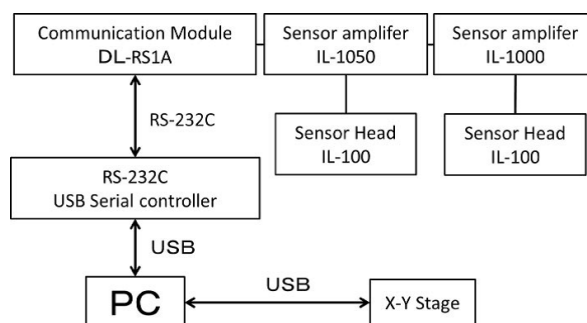 Communication Module
DL-RS1A
Sensor amplifer
IL-1050
Sensor amplifer
IL-1000
RS-232C
Sensor Head
IL-100
Sensor Head
IL-100
RS-232C
USB Serial controller
USB
PC
USB
X-Y Stage